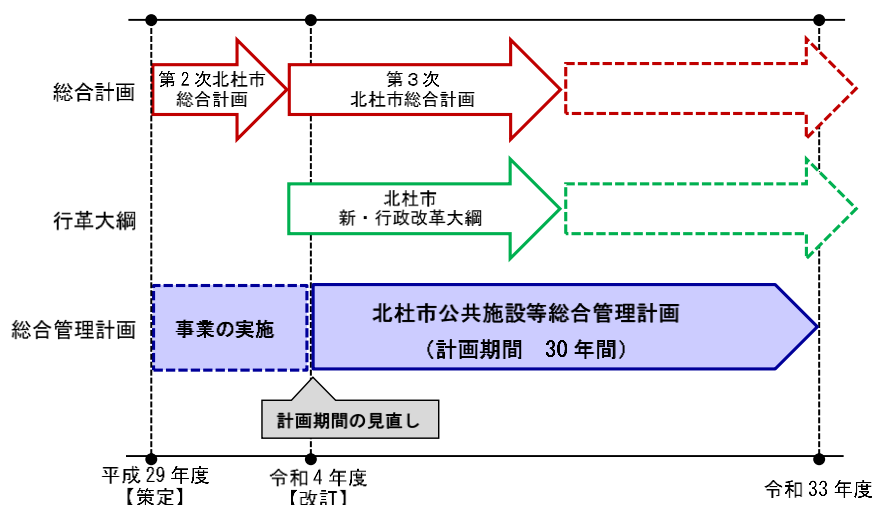 総合計画
第2次北杜市
総合計画
第3次
北杜市総合計画
行革大綱
北杜市
新・行政改革大綱
総合管理計画
事業の実施
北杜市公共施設等総合管理計画
（計画期間　30年間）
計画期間の見直し
平成29年度
【策定】
令和4年度
【改訂】
令和33年度